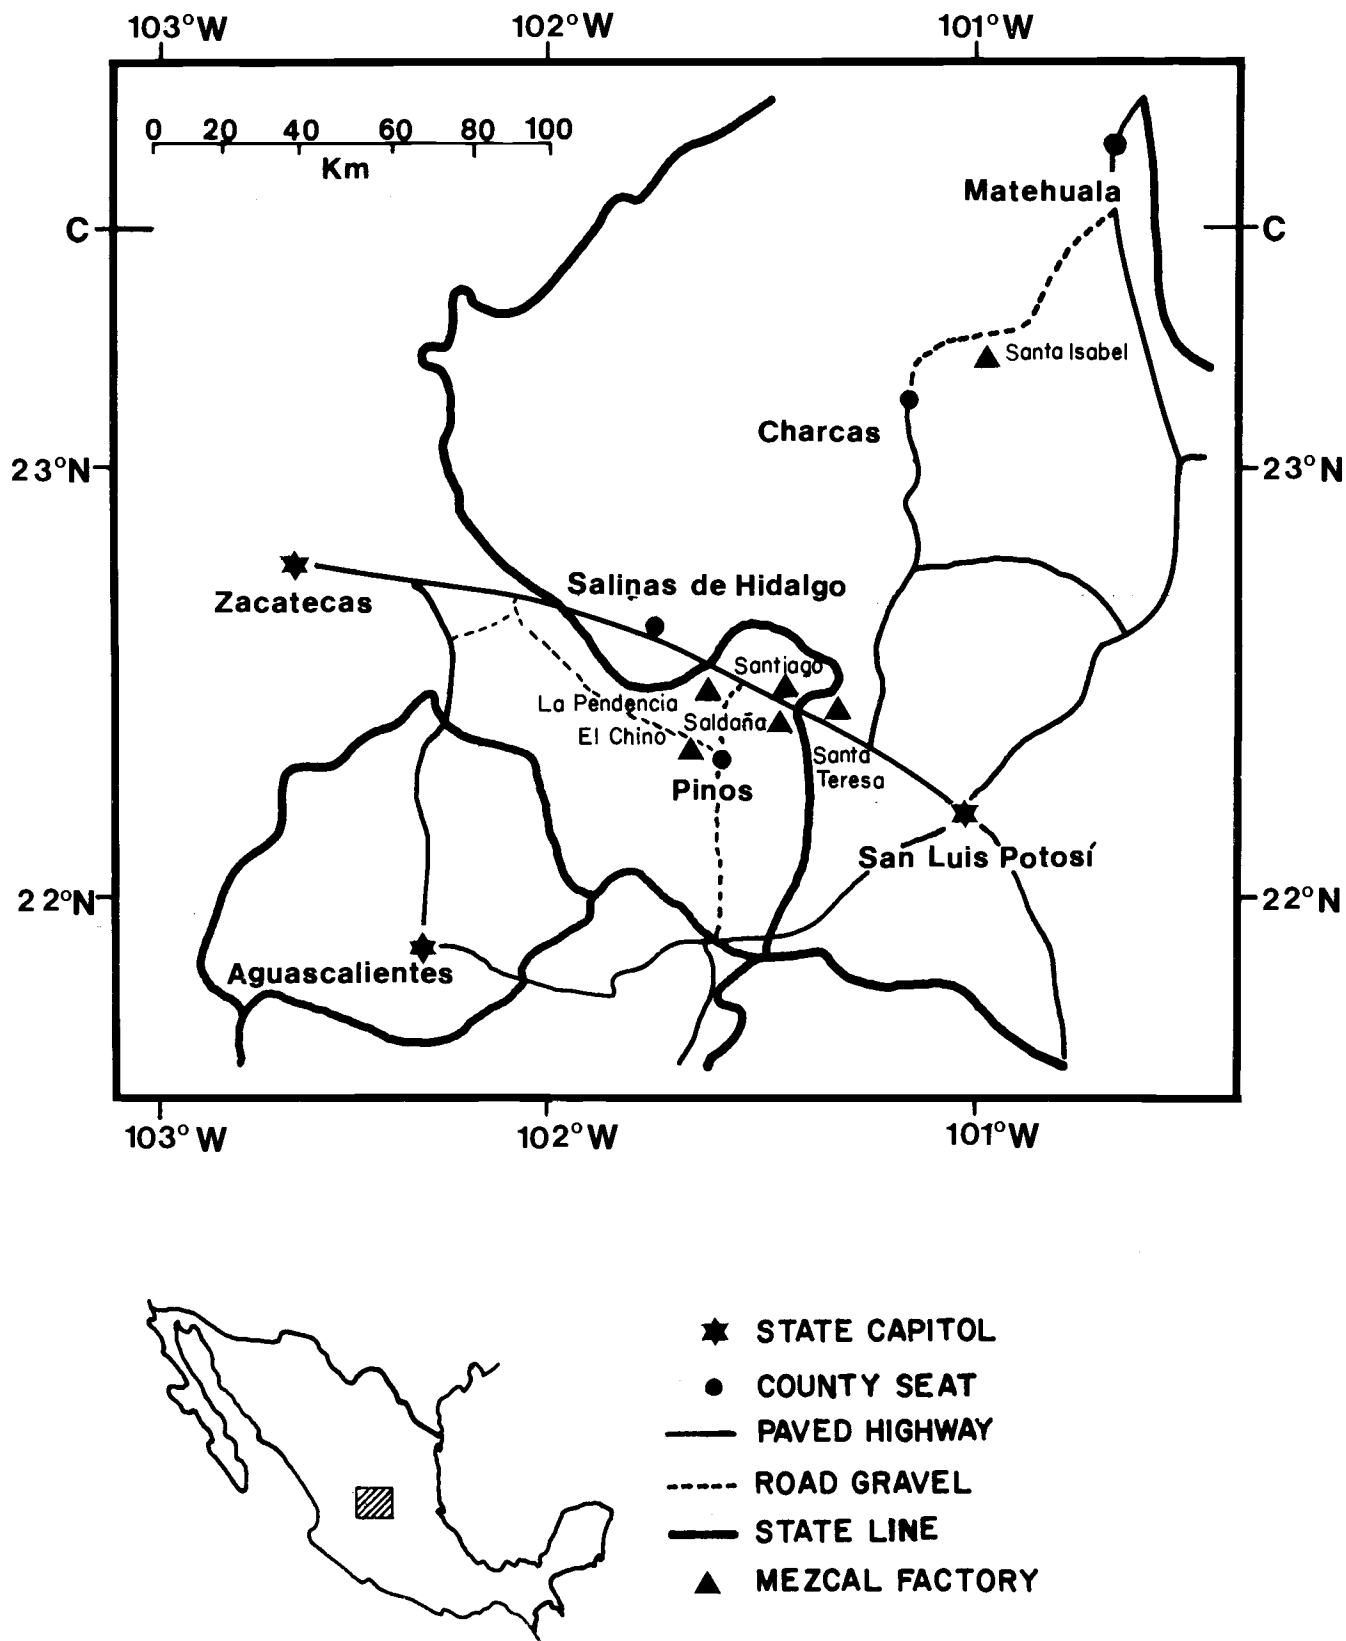 103°W 102°W 101°W
0 20 40 60 80 100
Km
Matehuala
C C
Santa Isabel
Charcas
23°N 23°N
Salinas de Hidalgo
Zacatecas
Santiago
La Pendencia
Saldaña
El Chino
Santa
Teresa
Pinos
San Luis Potosí
22°N 22°N
Aguascalientes
103°W 102°W 101°W
STATE CAPITOL
COUNTY SEAT
PAVED HIGHWAY
ROAD GRAVEL
STATE LINE
MEZCAL FACTORY